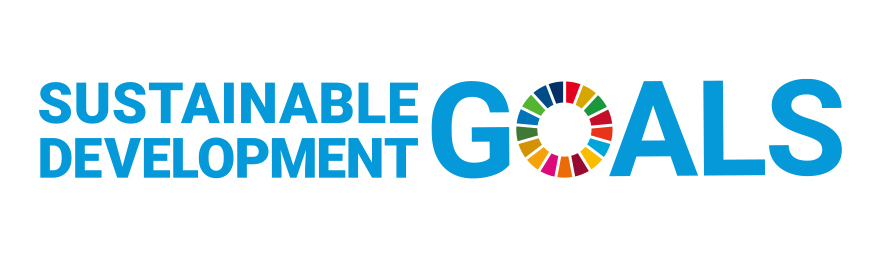 SUSTAINABLE
DEVELOPMENT
GOALS